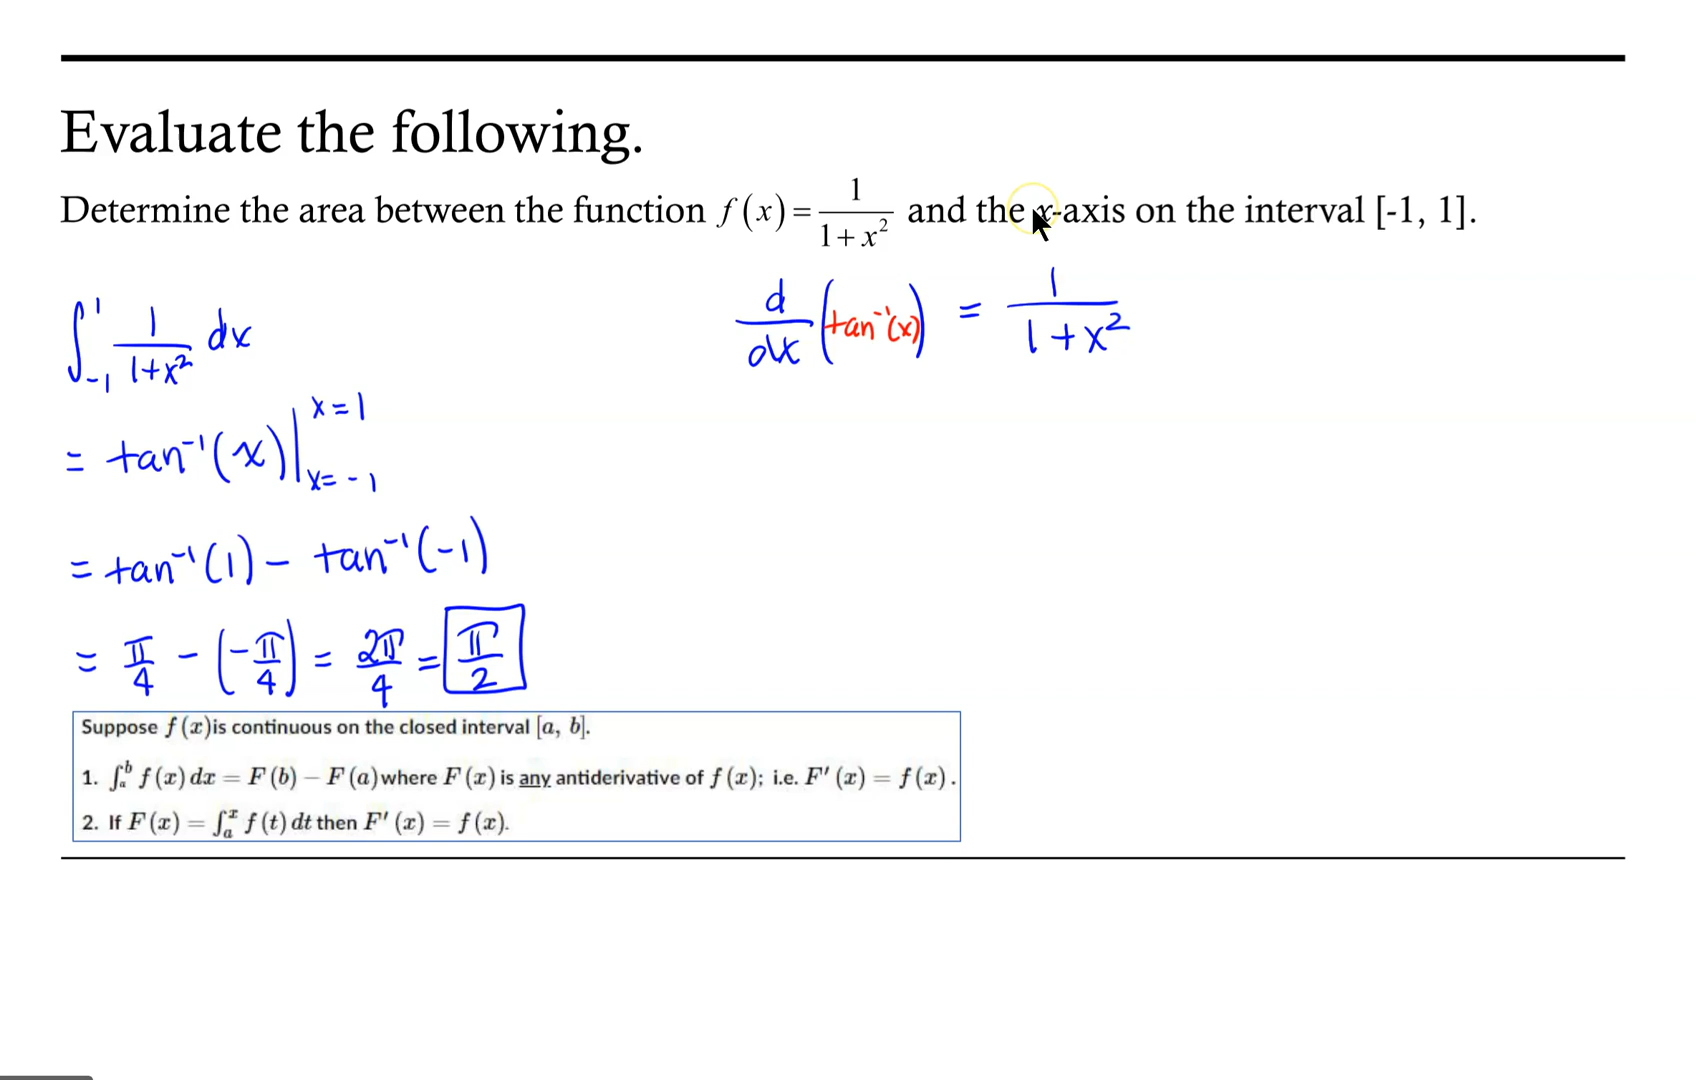 Evaluate the following.
Determine the area between the function f(x)=1/(1+x²) and the x-axis on the interval [-1, 1].
∫₋₁¹ 1/(1+x²) dx
d/dx (tan⁻¹(x)) = 1/(1+x²)
= tan⁻¹(x)|ₓ₌₋₁ˣ⁼¹
= tan⁻¹(1) − tan⁻¹(-1)
= π/4 − (−π/4) = 2π/4 = π/2
Suppose f(x)is continuous on the closed interval [a, b].
1. ∫ₐᵇ f(x) dx = F(b) − F(a)where F(x) is any antiderivative of f(x); i.e. F′(x) = f(x).
2. If F(x) = ∫ₐˣ f(t) dt then F′(x) = f(x).